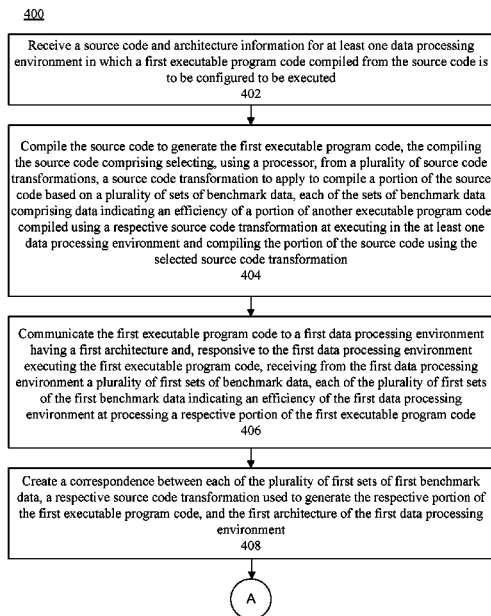 400
Receive a source code and architecture information for at least one data processing
environment in which a first executable program code compiled from the source code is
to be configured to be executed
402
Compile the source code to generate the first executable program code, the compiling
the source code comprising selecting, using a processor, from a plurality of source code
transformations, a source code transformation to apply to compile a portion of the source
code based on a plurality of sets of benchmark data, each of the sets of benchmark data
comprising data indicating an efficiency of a portion of another executable program code
compiled using a respective source code transformation at executing in the at least one
data processing environment and compiling the portion of the source code using the
selected source code transformation
404
Communicate the first executable program code to a first data processing environment
having a first architecture and, responsive to the first data processing environment
executing the first executable program code, receiving from the first data processing
environment a plurality of first sets of benchmark data, each of the plurality of first sets
of the first benchmark data indicating an efficiency of the first data processing
environment at processing a respective portion of the first executable program code
406
Create a correspondence between each of the plurality of first sets of first benchmark
data, a respective source code transformation used to generate the respective portion of
the first executable program code, and the first architecture of the first data processing
environment
408
A